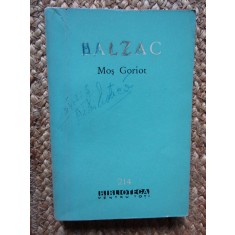 BALZAC
Moș Goriot
214
BIBLIOTECA
PENTRU TOȚI